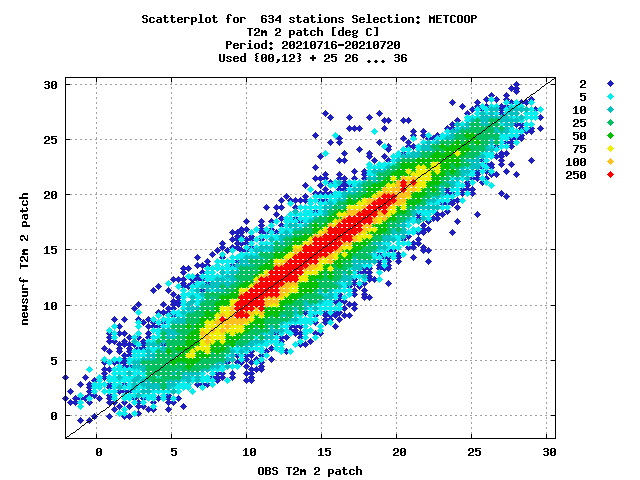 Scatterplot for  634 stations Selection: METCOOP
T2m 2 patch [deg C]
Period: 20210716-20210720
Used {00,12} + 25 26 ... 36
2
5
10
25
50
75
100
250
30
25
20
15
10
5
0
newsurf T2m 2 patch
0 5 10 15 20 25 30
OBS T2m 2 patch